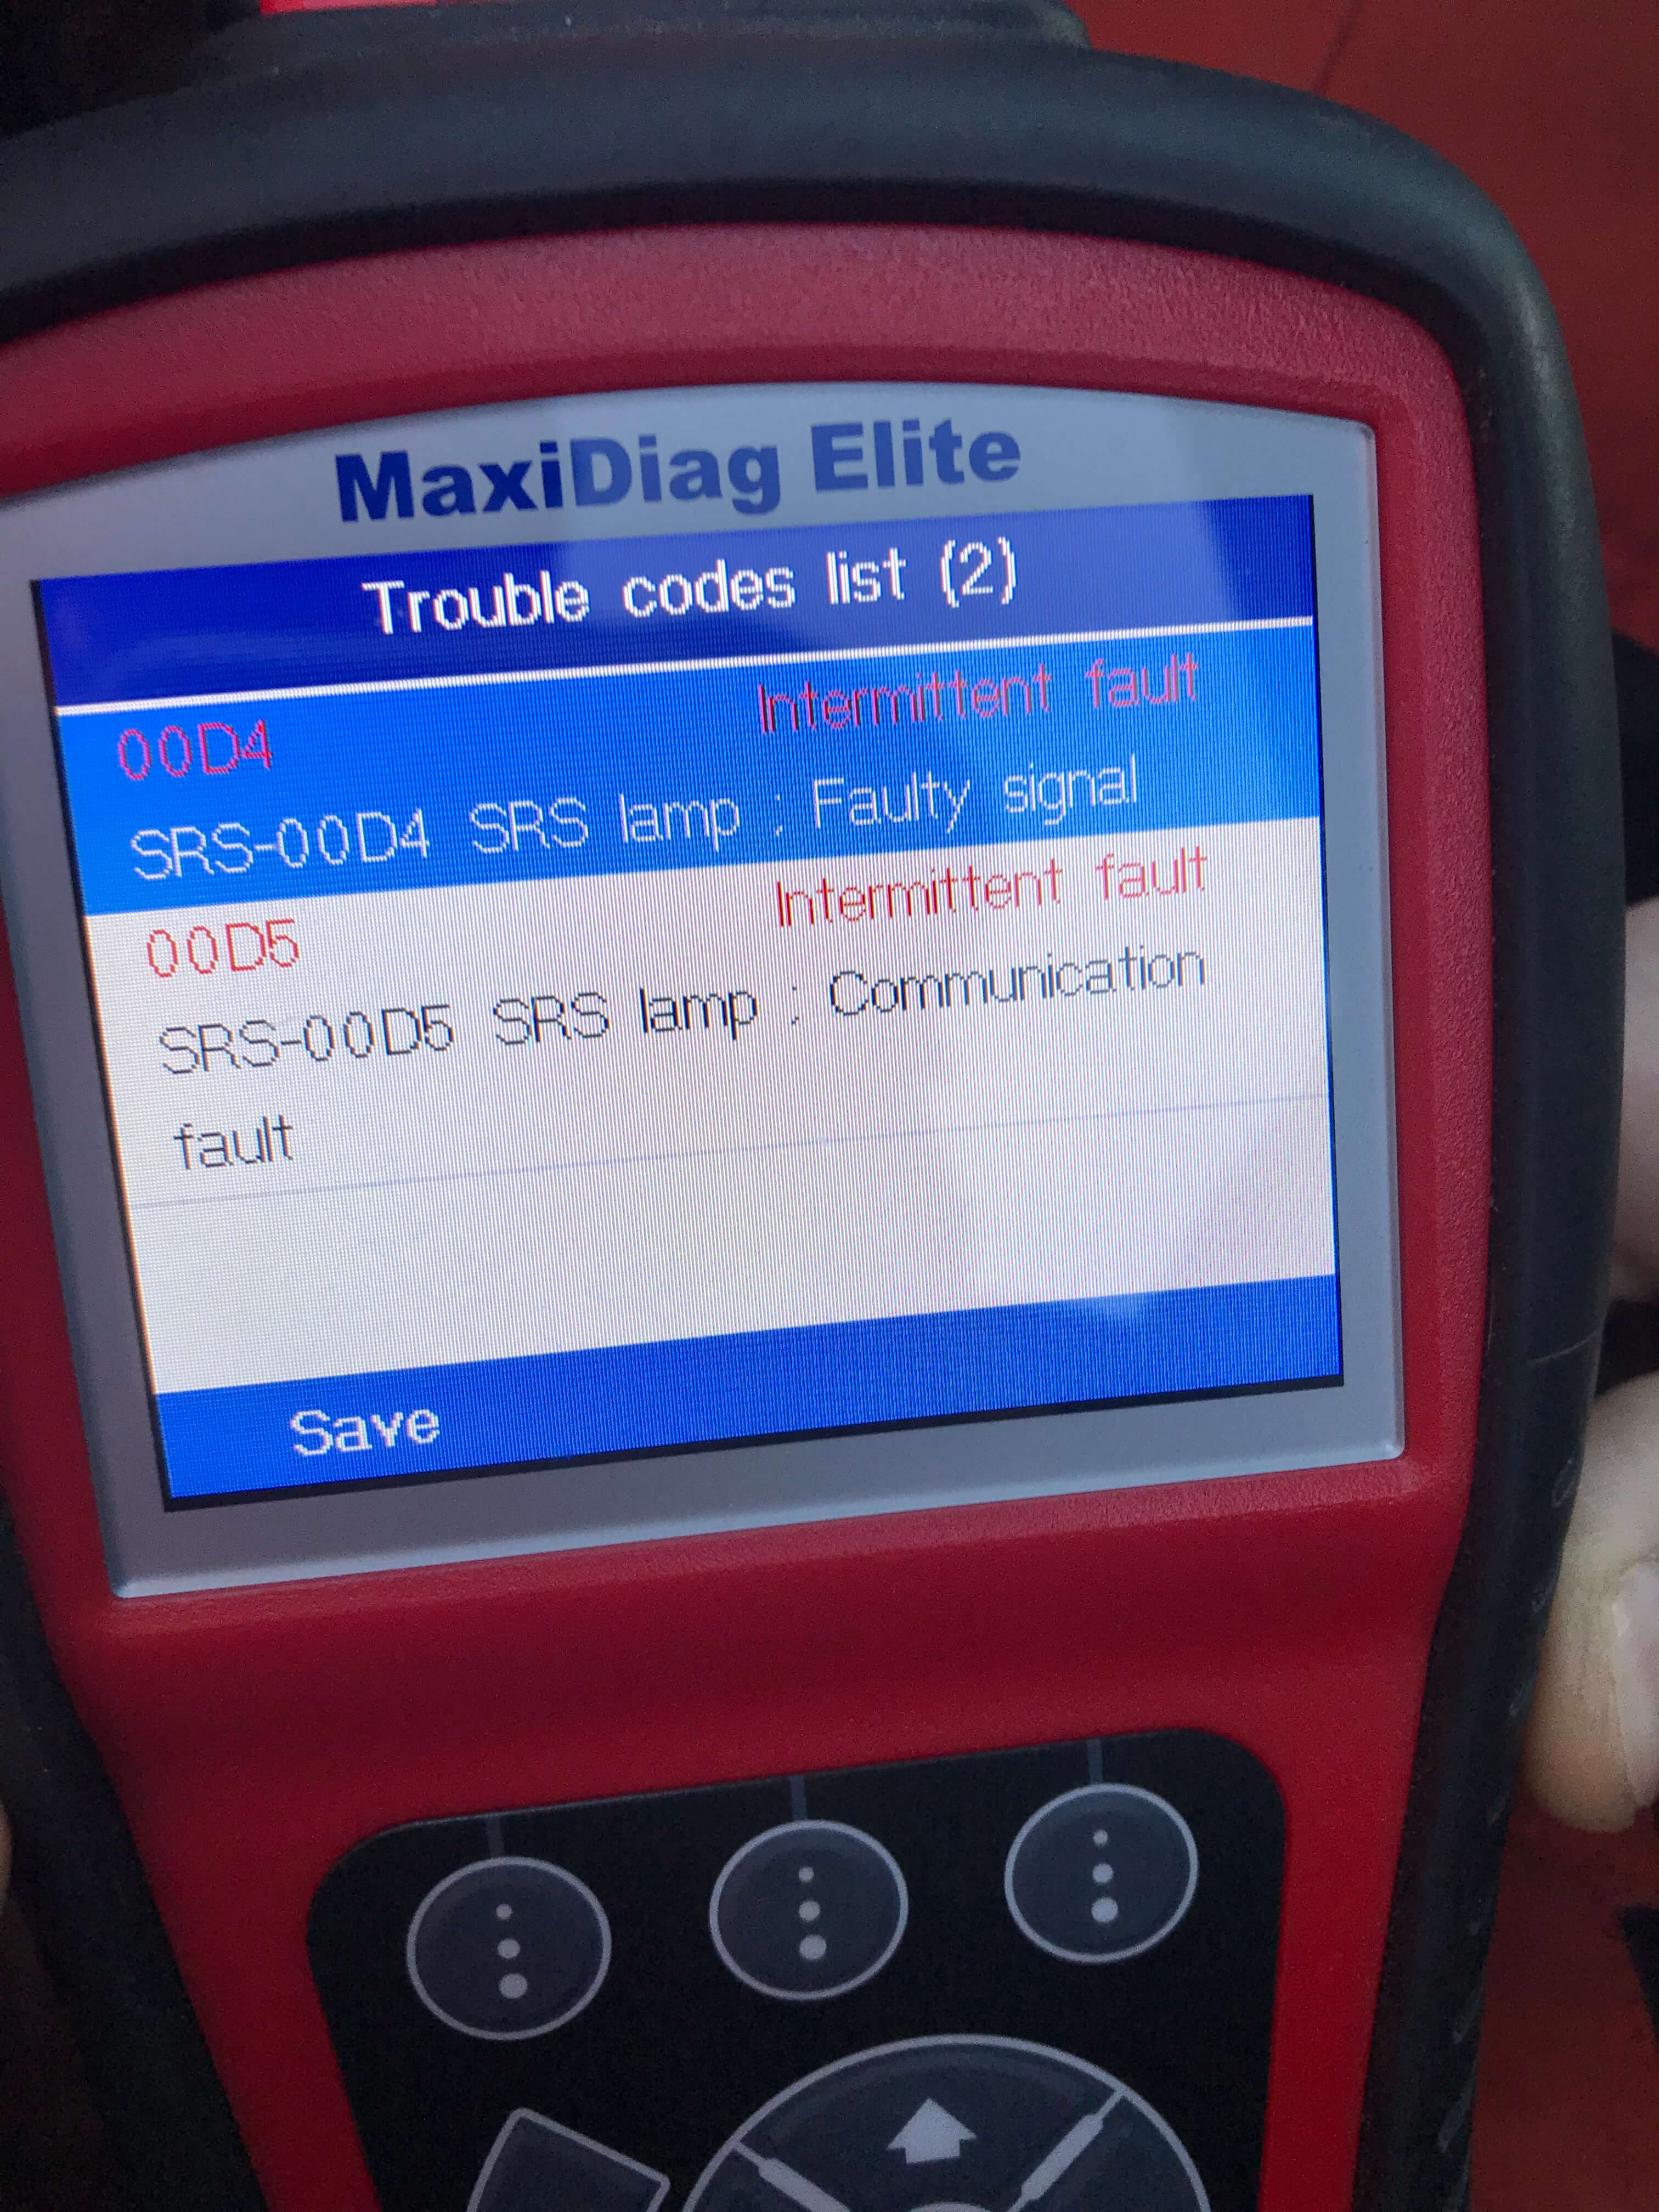 MaxiDiag Elite
Trouble codes list (2)
00D4 Intermittent fault
SRS-00D4 SRS lamp ; Faulty signal
00D5 Intermittent fault
SRS-00D5 SRS lamp ; Communication
fault
Save